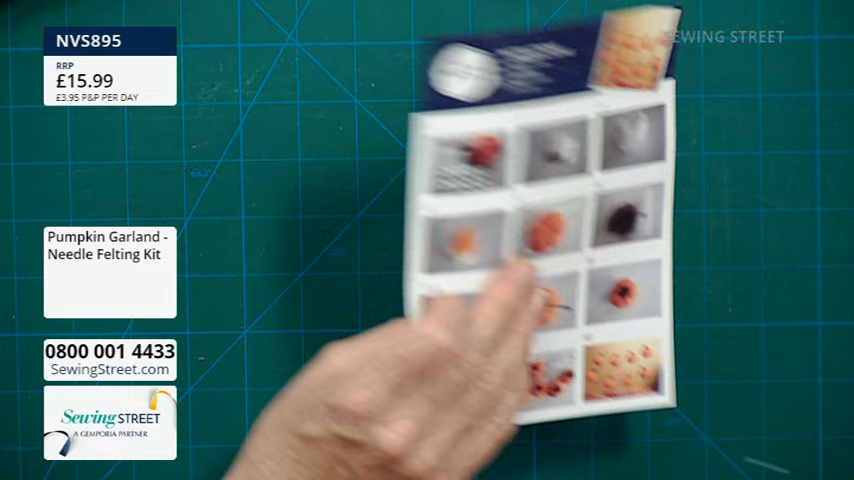 NVS895
RRP
£15.99
£3.95 P&P PER DAY
SEWING STREET
Pumpkin Garland -
Needle Felting Kit
0800 001 4433
SewingStreet.com
Sewing STREET
A GEMPORIA PARTNER